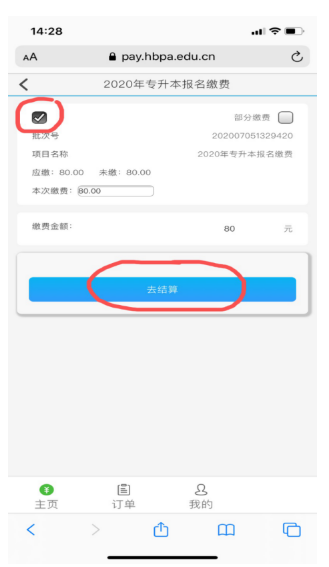 14:28
AA pay.hbpa.edu.cn
2020年专升本报名缴费
部分缴费
批次号 202007051329420
项目名称 2020年专升本报名缴费
应缴: 80.00 未缴: 80.00
本次缴费: 80.00
缴费金额: 80 元
去结算
主页 订单 我的